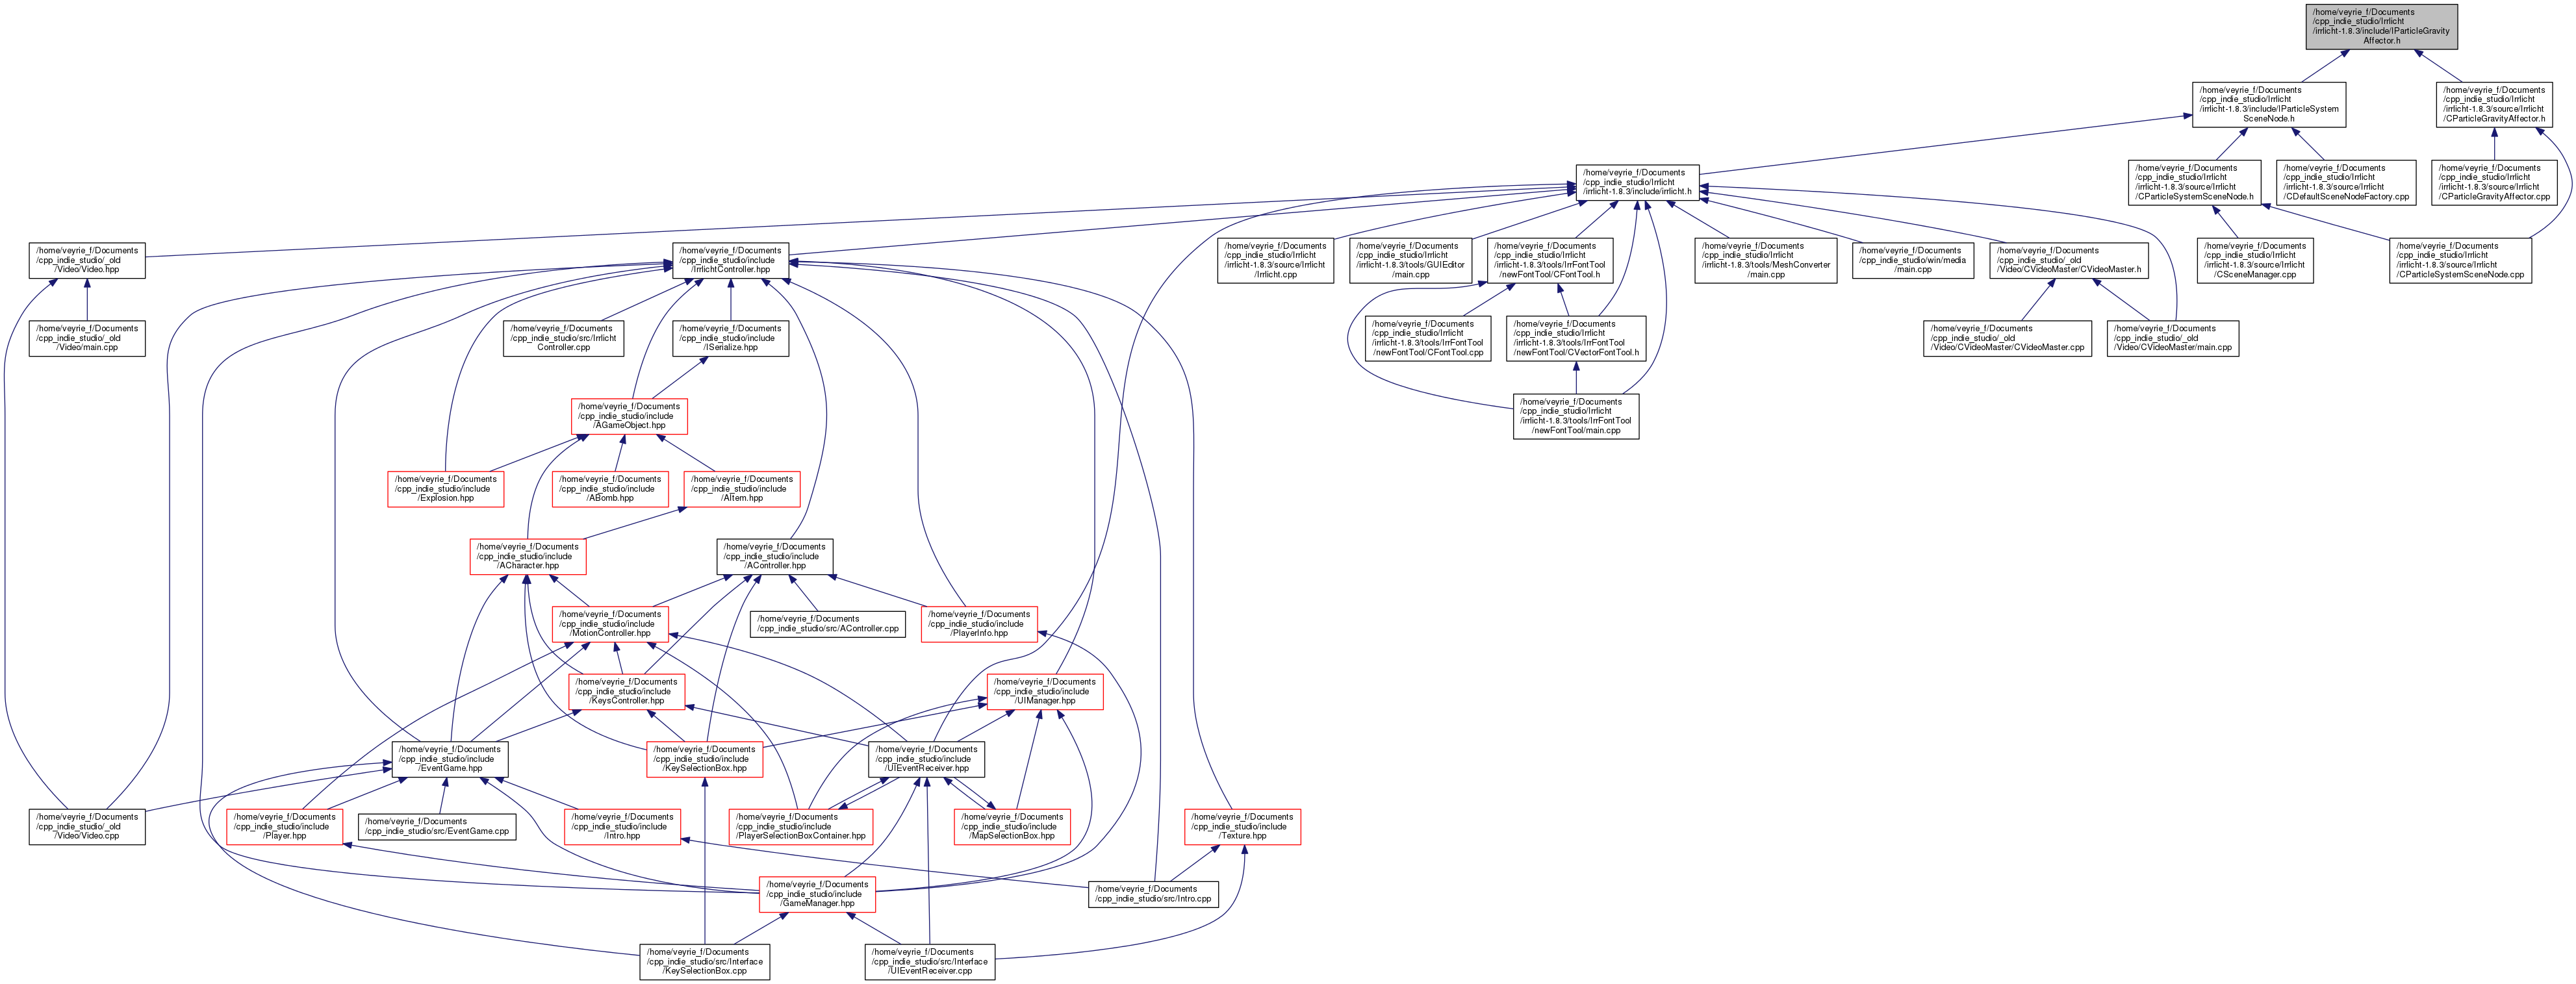 /home/veyrie_f/Documents
/cpp_indie_studio/Irrlicht
/irrlicht-1.8.3/include/IParticleGravity
Affector.h
/home/veyrie_f/Documents
/cpp_indie_studio/Irrlicht
/irrlicht-1.8.3/include/IParticleSystem
SceneNode.h
/home/veyrie_f/Documents
/cpp_indie_studio/Irrlicht
/irrlicht-1.8.3/source/Irrlicht
/CParticleGravityAffector.h
/home/veyrie_f/Documents
/cpp_indie_studio/Irrlicht
/irrlicht-1.8.3/include/irrlicht.h
/home/veyrie_f/Documents
/cpp_indie_studio/Irrlicht
/irrlicht-1.8.3/source/Irrlicht
/CParticleSystemSceneNode.h
/home/veyrie_f/Documents
/cpp_indie_studio/Irrlicht
/irrlicht-1.8.3/source/Irrlicht
/CDefaultSceneNodeFactory.cpp
/home/veyrie_f/Documents
/cpp_indie_studio/Irrlicht
/irrlicht-1.8.3/source/Irrlicht
/CParticleGravityAffector.cpp
/home/veyrie_f/Documents
/cpp_indie_studio/_old
/Video/Video.hpp
/home/veyrie_f/Documents
/cpp_indie_studio/include
/IrrlichtController.hpp
/home/veyrie_f/Documents
/cpp_indie_studio/Irrlicht
/irrlicht-1.8.3/source/Irrlicht
/Irrlicht.cpp
/home/veyrie_f/Documents
/cpp_indie_studio/Irrlicht
/irrlicht-1.8.3/tools/GUIEditor
/main.cpp
/home/veyrie_f/Documents
/cpp_indie_studio/Irrlicht
/irrlicht-1.8.3/tools/IrrFontTool
/newFontTool/CFontTool.h
/home/veyrie_f/Documents
/cpp_indie_studio/Irrlicht
/irrlicht-1.8.3/tools/MeshConverter
/main.cpp
/home/veyrie_f/Documents
/cpp_indie_studio/win/media
/main.cpp
/home/veyrie_f/Documents
/cpp_indie_studio/_old
/Video/CVideoMaster/CVideoMaster.h
/home/veyrie_f/Documents
/cpp_indie_studio/Irrlicht
/irrlicht-1.8.3/source/Irrlicht
/CSceneManager.cpp
/home/veyrie_f/Documents
/cpp_indie_studio/Irrlicht
/irrlicht-1.8.3/source/Irrlicht
/CParticleSystemSceneNode.cpp
/home/veyrie_f/Documents
/cpp_indie_studio/_old
/Video/main.cpp
/home/veyrie_f/Documents
/cpp_indie_studio/src/Irrlicht
Controller.cpp
/home/veyrie_f/Documents
/cpp_indie_studio/include
/ISerialize.hpp
/home/veyrie_f/Documents
/cpp_indie_studio/Irrlicht
/irrlicht-1.8.3/tools/IrrFontTool
/newFontTool/CFontTool.cpp
/home/veyrie_f/Documents
/cpp_indie_studio/Irrlicht
/irrlicht-1.8.3/tools/IrrFontTool
/newFontTool/CVectorFontTool.h
/home/veyrie_f/Documents
/cpp_indie_studio/_old
/Video/CVideoMaster/CVideoMaster.cpp
/home/veyrie_f/Documents
/cpp_indie_studio/_old
/Video/CVideoMaster/main.cpp
/home/veyrie_f/Documents
/cpp_indie_studio/include
/AGameObject.hpp
/home/veyrie_f/Documents
/cpp_indie_studio/Irrlicht
/irrlicht-1.8.3/tools/IrrFontTool
/newFontTool/main.cpp
/home/veyrie_f/Documents
/cpp_indie_studio/include
/Explosion.hpp
/home/veyrie_f/Documents
/cpp_indie_studio/include
/ABomb.hpp
/home/veyrie_f/Documents
/cpp_indie_studio/include
/AItem.hpp
/home/veyrie_f/Documents
/cpp_indie_studio/include
/ACharacter.hpp
/home/veyrie_f/Documents
/cpp_indie_studio/include
/AController.hpp
/home/veyrie_f/Documents
/cpp_indie_studio/include
/MotionController.hpp
/home/veyrie_f/Documents
/cpp_indie_studio/src/AController.cpp
/home/veyrie_f/Documents
/cpp_indie_studio/include
/PlayerInfo.hpp
/home/veyrie_f/Documents
/cpp_indie_studio/include
/KeysController.hpp
/home/veyrie_f/Documents
/cpp_indie_studio/include
/UIManager.hpp
/home/veyrie_f/Documents
/cpp_indie_studio/include
/EventGame.hpp
/home/veyrie_f/Documents
/cpp_indie_studio/include
/KeySelectionBox.hpp
/home/veyrie_f/Documents
/cpp_indie_studio/include
/UIEventReceiver.hpp
/home/veyrie_f/Documents
/cpp_indie_studio/_old
/Video/Video.cpp
/home/veyrie_f/Documents
/cpp_indie_studio/include
/Player.hpp
/home/veyrie_f/Documents
/cpp_indie_studio/src/EventGame.cpp
/home/veyrie_f/Documents
/cpp_indie_studio/include
/Intro.hpp
/home/veyrie_f/Documents
/cpp_indie_studio/include
/PlayerSelectionBoxContainer.hpp
/home/veyrie_f/Documents
/cpp_indie_studio/include
/MapSelectionBox.hpp
/home/veyrie_f/Documents
/cpp_indie_studio/include
/Texture.hpp
/home/veyrie_f/Documents
/cpp_indie_studio/include
/GameManager.hpp
/home/veyrie_f/Documents
/cpp_indie_studio/src/Intro.cpp
/home/veyrie_f/Documents
/cpp_indie_studio/src/Interface
/KeySelectionBox.cpp
/home/veyrie_f/Documents
/cpp_indie_studio/src/Interface
/UIEventReceiver.cpp